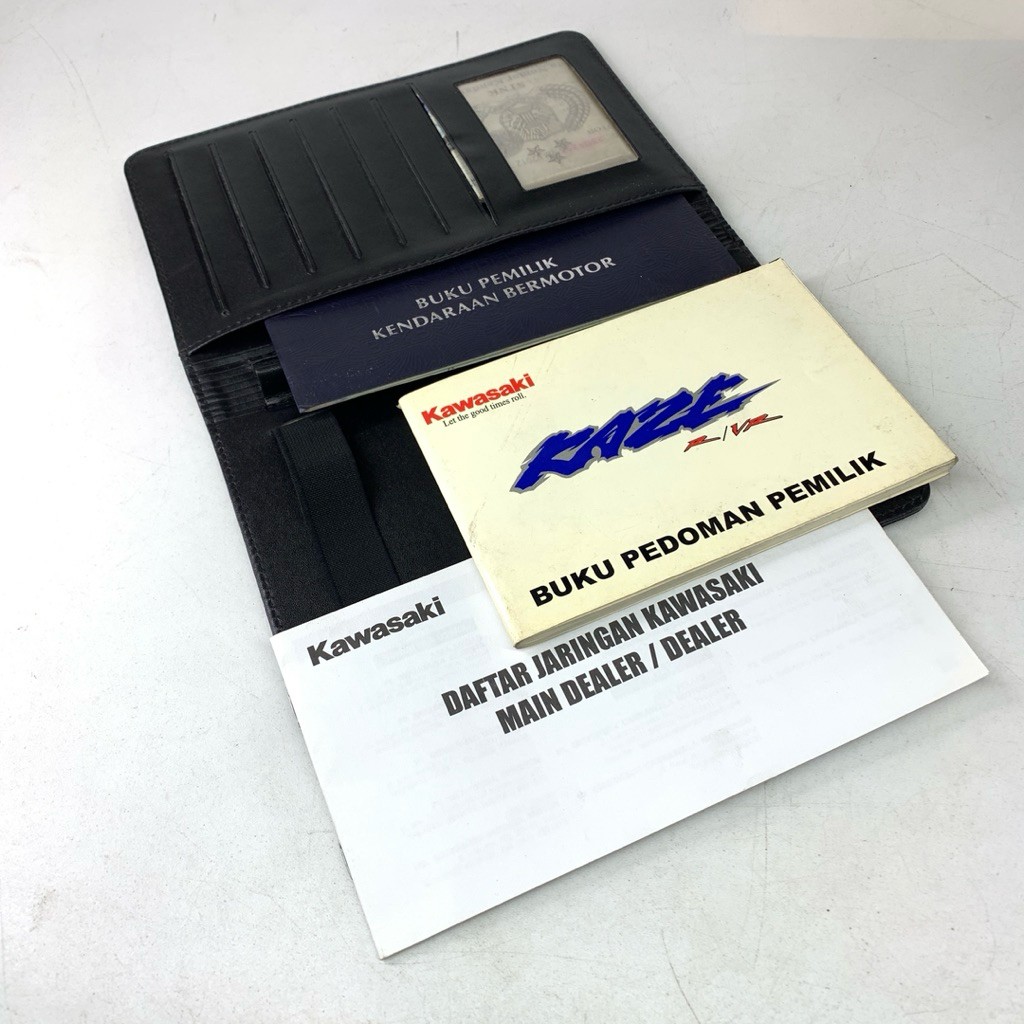 BUKU PEMILIK
KENDARAAN BERMOTOR
Kawasaki
Let the good times roll.
KAZE
R/VR
BUKU PEDOMAN PEMILIK
Kawasaki
DAFTAR JARINGAN KAWASAKI
MAIN DEALER / DEALER